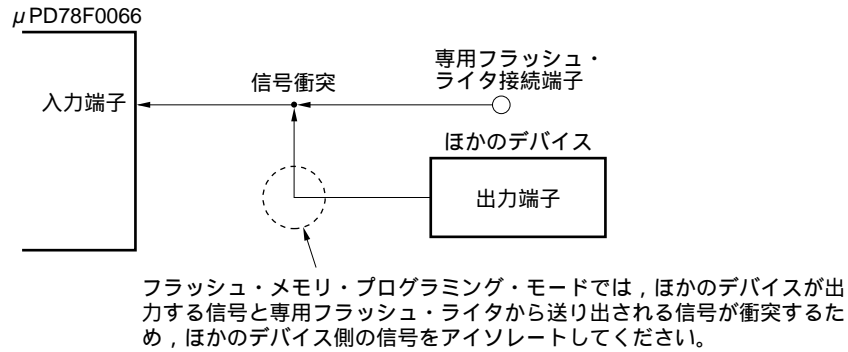 μPD78F0066
入力端子
信号衝突
専用フラッシュ・
ライタ接続端子
ほかのデバイス
出力端子
フラッシュ・メモリ・プログラミング・モードでは，ほかのデバイスが出
力する信号と専用フラッシュ・ライタから送り出される信号が衝突するた
め，ほかのデバイス側の信号をアイソレートしてください。